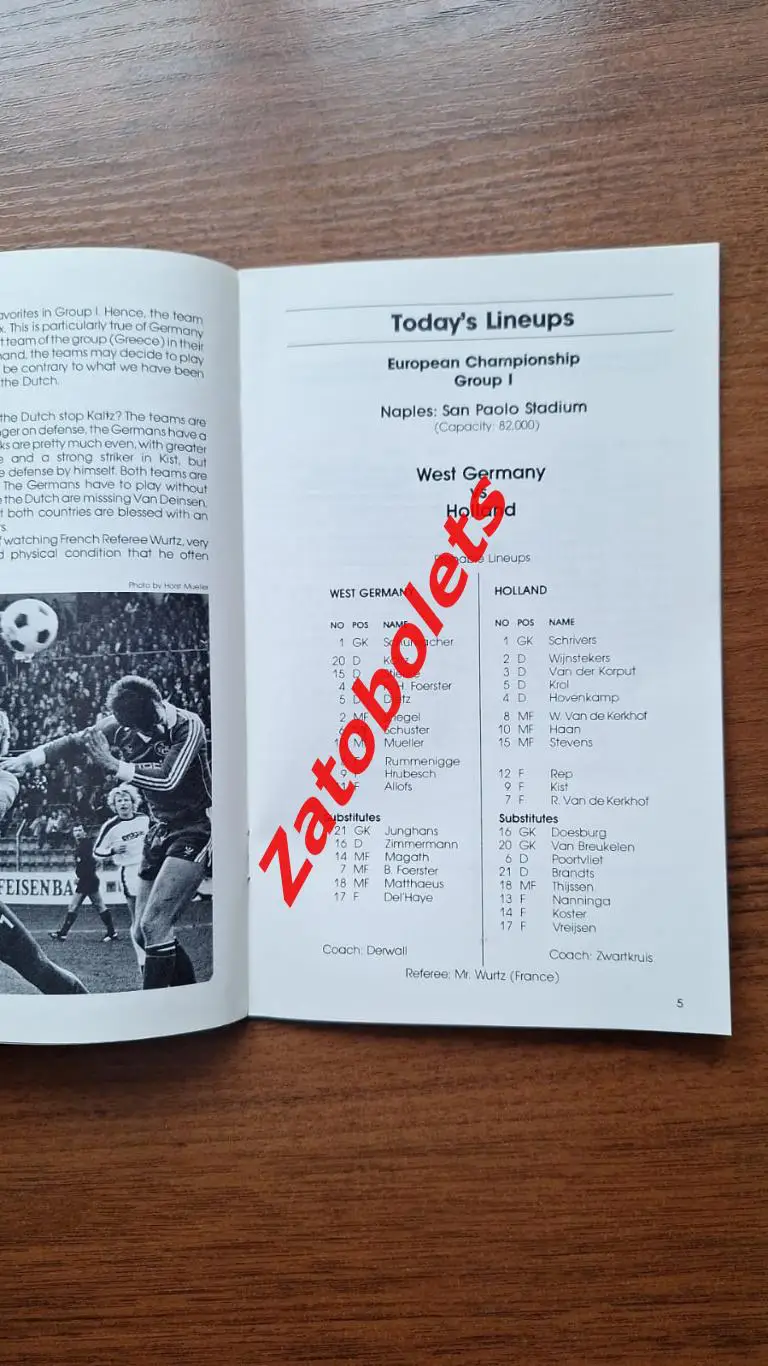 avorites in Group I. Hence, the team
x. This is particularly true of Germany
t team of the group (Greece) in their
hand, the teams may decide to play
be contrary to what we have been
the Dutch.
the Dutch stop Kaltz? The teams are
nger on defense, the Germans have a
ks are pretty much even, with greater
e and a strong striker in Kist, but
e defense by himself. Both teams are
The Germans have to play without
the Dutch are misssing Van Deinsen,
t both countries are blessed with an
rs.
f watching French Referee Wurtz, very
d physical condition that he often
Photo by Horst Mueller
FEISENBA
Today's Lineups
European Championship
Group I
Naples: San Paolo Stadium
(Capacity: 82,000)
West Germany
vs
Holland
Lineups
WEST GERMANY
NO POS NAME
1 GK Schumacher
20 D Kaltz
15 D
4 Foerster
5 D Dietz
2 MF Briegel
6 Schuster
MF Mueller
Rummenigge
9 F Hrubesch
F Allofs
Substitutes
21 GK Junghans
16 D Zimmermann
14 MF Magath
7 MF B. Foerster
18 MF Matthaeus
17 F Del'Haye
Coach: Derwall
HOLLAND
NO POS NAME
1 GK Schrivers
2 D Wijnstekers
3 D Van der Korput
5 D Krol
4 D Hovenkamp
8 MF W. Van de Kerkhof
10 MF Haan
15 MF Stevens
12 F Rep
9 F Kist
7 F R. Van de Kerkhof
Substitutes
16 GK Doesburg
20 GK Van Breukelen
6 D Poortvliet
21 D Brandts
18 MF Thijssen
13 F Nanninga
14 F Koster
17 F Vreijsen
Coach: Zwartkruis
Referee: Mr. Wurtz (France)
5
Zatobolets